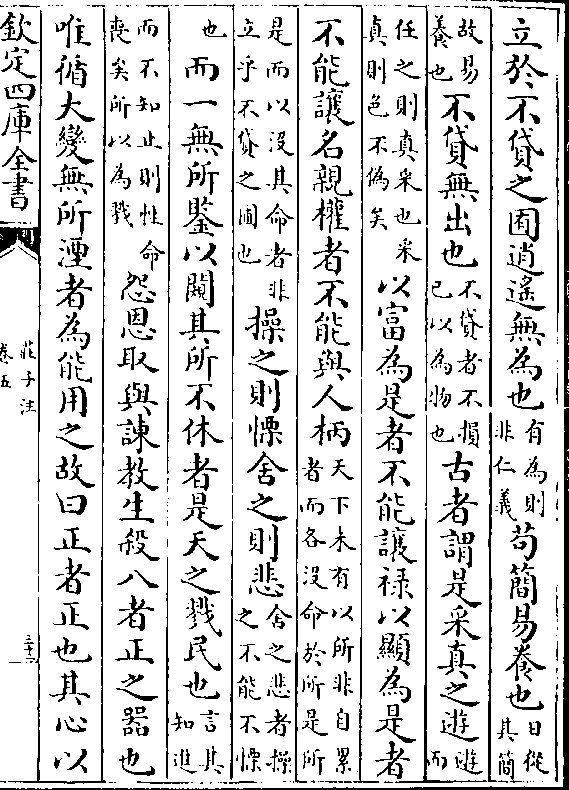 立於不貸之囿逍遙無為也有為則非仁義苟簡易養也日從其簡
故易養也不貸無出也不貸者不損己以為物也古者謂是采真之遊遊而
任之則真采也采真則色不偽矣以富為是者不能讓祿以顯為是者
不能讓名親權者不能與人柄天下未有以所非自累者而各没命於所是所
是而以没其命者非立乎不貸之圃也操之則慄舍之則悲舍之悲者操之不能不慄
也而一無所鑒以闚其所不休者是天之戮民也言其知進
而不知止則性命喪矣所以為戮怨恩取與諫教生殺八者正之器也
唯循大變無所湮者為能用之故曰正者正也其心以
欽定四庫全書
莊子注
卷五
三十二